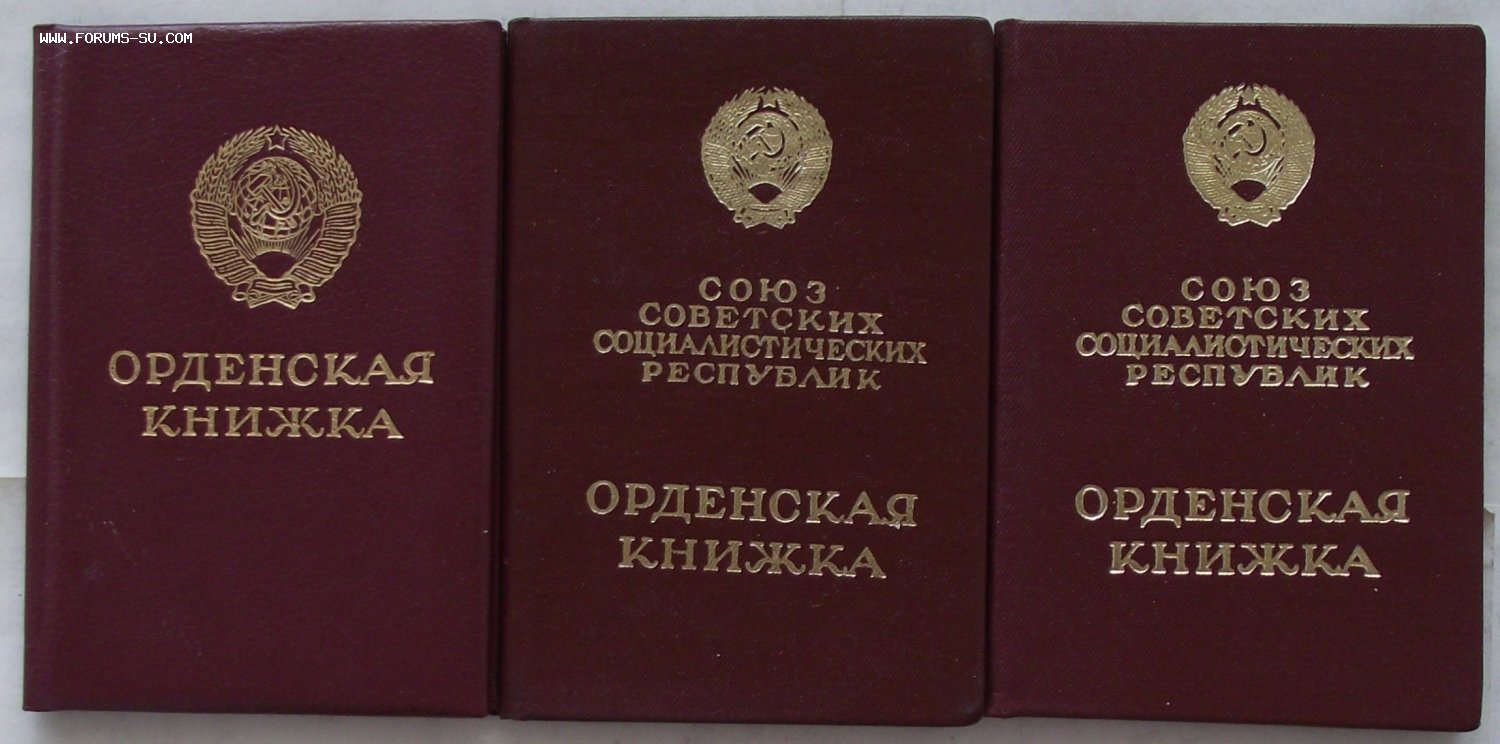 WWW.FORUMS-SU.COM
ОРДЕНСКАЯ
КНИЖКА
СОЮЗ
СОВЕТСКИХ
СОЦИАЛИСТИЧЕСКИХ
РЕСПУБЛИК
ОРДЕНСКАЯ
КНИЖКА
СОЮЗ
СОВЕТСКИХ
СОЦИАЛИСТИЧЕСКИХ
РЕСПУБЛИК
ОРДЕНСКАЯ
КНИЖКА